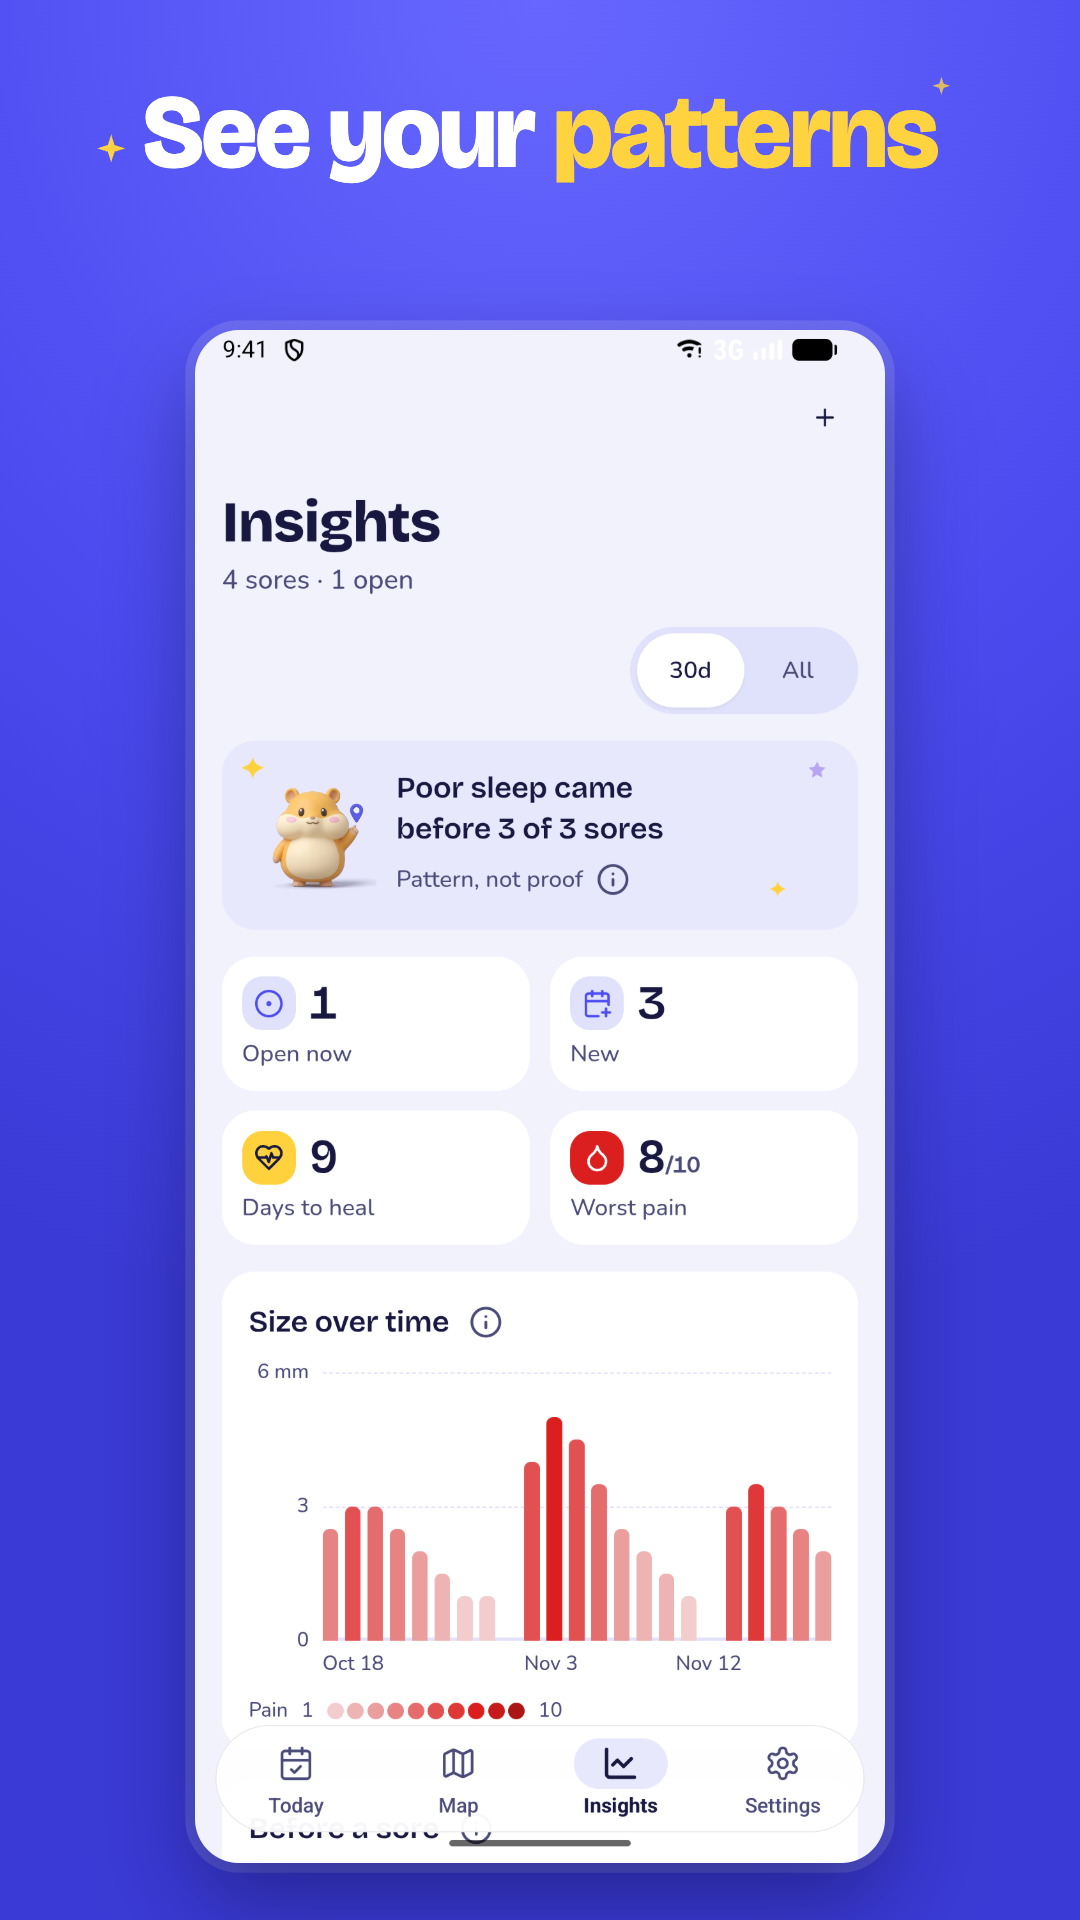 See your patterns
9:41
3G
Insights
4 sores · 1 open
30d All
Poor sleep came
before 3 of 3 sores
Pattern, not proof
1
Open now
3
New
9
Days to heal
8/10
Worst pain
Size over time
6 mm
3
0
Oct 18 Nov 3 Nov 12
Pain 1 10
Today Map Insights Settings
Before a sore